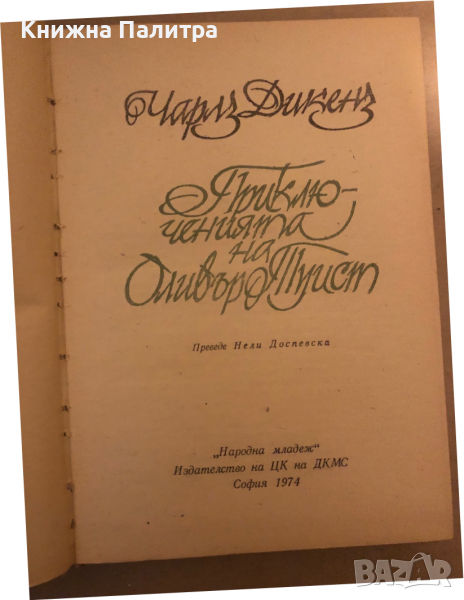 Книжна Палитра
Чарлз Дикенз
Приклю-
ченията
на
Оливър Туист
Преведе Нели Доспевска
„Народна младеж“
Издателство на ЦК на ДКМС
София 1974
BAZAR